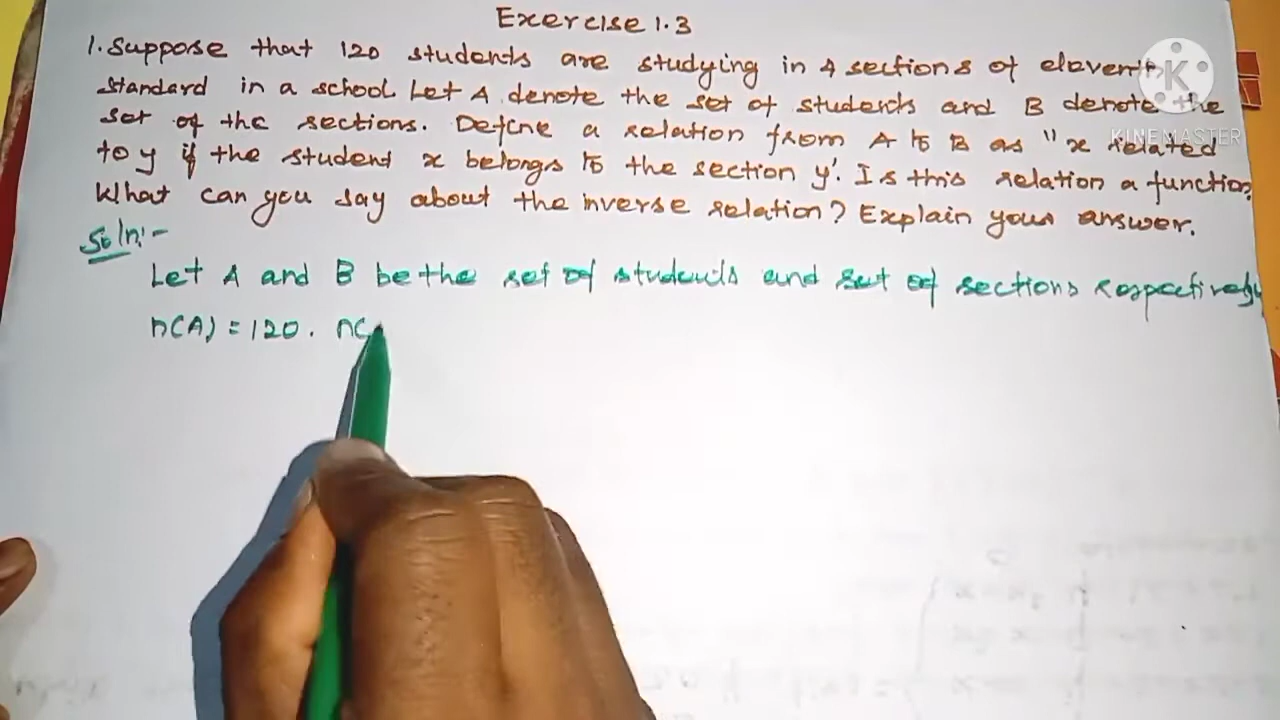 Exercise 1.3
1. Suppose that 120 students are studying in 4 sections of eleventh
standard in a school Let A denote the set of students and B denote the
set of the sections. Define a relation from A to B as "x related
to y if the student x belongs to the section y'. Is this relation a function?
What can you say about the inverse relation? Explain your answer.
Soln:-
Let A and B be the set of students and set of sections respectively
n(A) = 120. n(
K
KINEMASTER